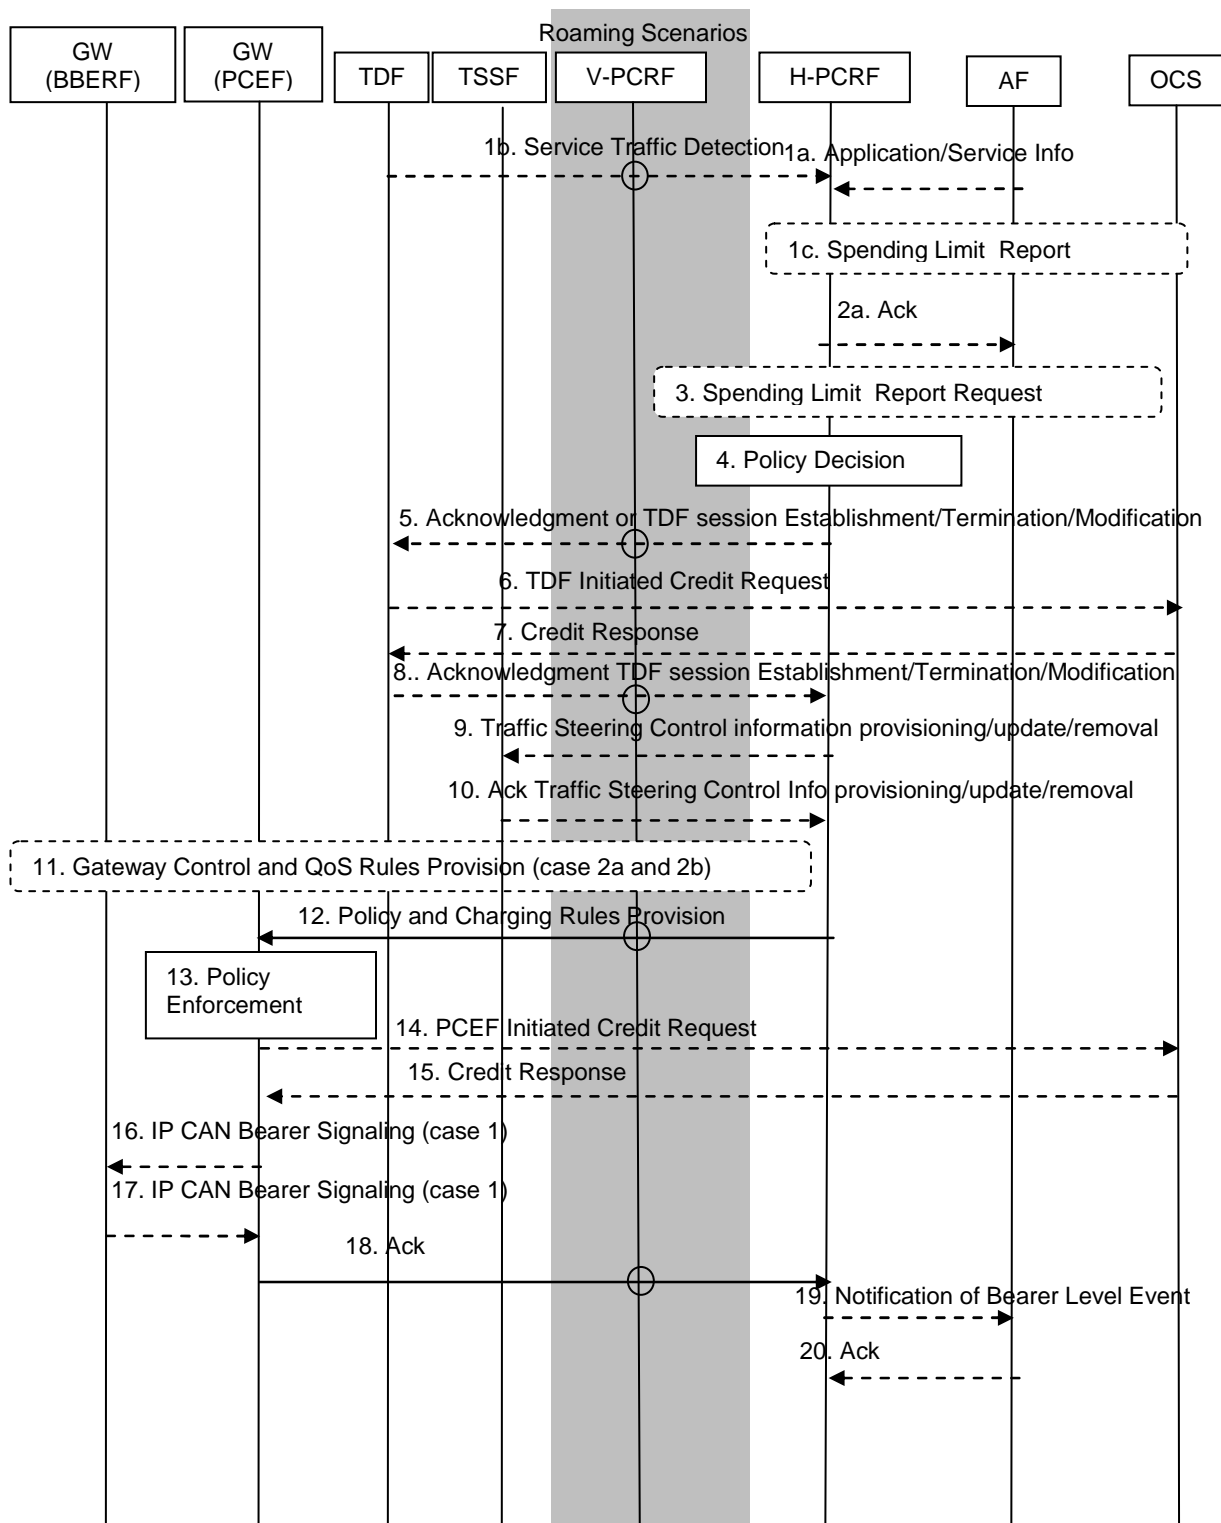 Roaming Scenarios
GW
(BBERF)
GW
(PCEF)
TDF
TSSF
V-PCRF
H-PCRF
AF
OCS
1b. Service Traffic Detection
1a. Application/Service Info
1c. Spending Limit Report
2a. Ack
3. Spending Limit Report Request
4. Policy Decision
5. Acknowledgment or TDF session Establishment/Termination/Modification
6. TDF Initiated Credit Request
7. Credit Response
8.. Acknowledgment TDF session Establishment/Termination/Modification
9. Traffic Steering Control information provisioning/update/removal
10. Ack Traffic Steering Control Info provisioning/update/removal
11. Gateway Control and QoS Rules Provision (case 2a and 2b)
12. Policy and Charging Rules Provision
13. Policy
Enforcement
14. PCEF Initiated Credit Request
15. Credit Response
16. IP CAN Bearer Signaling (case 1)
17. IP CAN Bearer Signaling (case 1)
18. Ack
19. Notification of Bearer Level Event
20. Ack